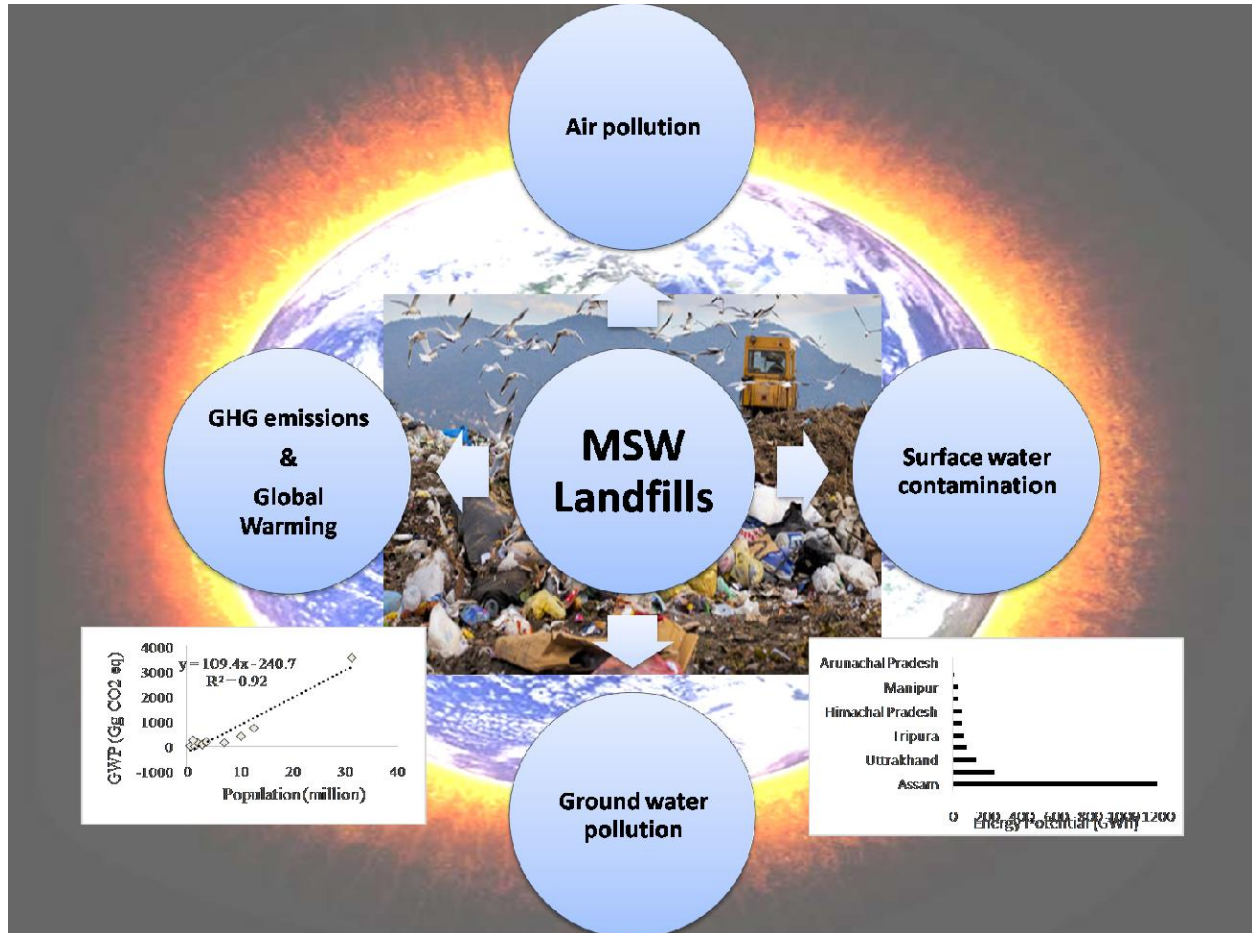 Air pollution
GHG emissions
&
Global
Warming
MSW
Landfills
Surface water
contamination
Ground water
pollution
GWP (Gg CO2 eq)
4000
3000
2000
1000
0
-1000
y = 109.4x - 240.7
R² = 0.92
0 10 20 30 40
Population (million)
Arunachal Pradesh
Manipur
Himachal Pradesh
Tripura
Uttrakhand
Assam
0 200 400 600 800 1000 1200
Energy Potential (GWh)